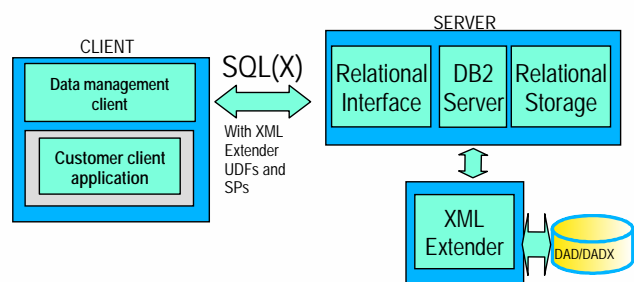 CLIENT
Data management
client
Customer client
application
SQL(X)
With XML
Extender
UDFs and
SPs
SERVER
Relational
Interface
DB2
Server
Relational
Storage
XML
Extender
DAD/DADX